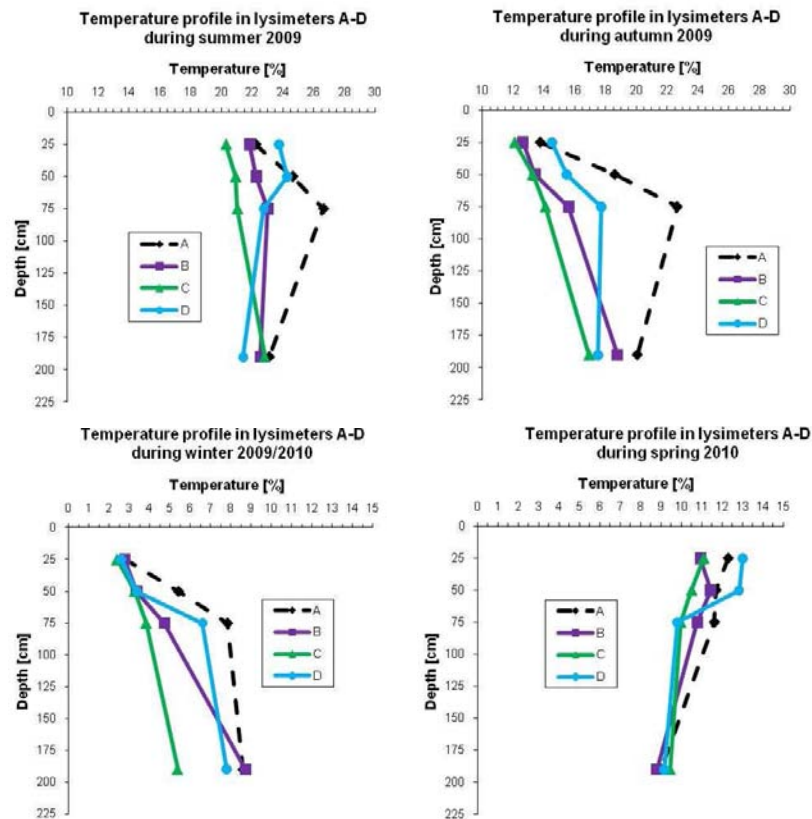 Temperature profile in lysimeters A-D
during summer 2009
Temperature [%]
10 12 14 16 18 20 22 24 26 28 30
0
25
50
75
100
125
150
175
200
225
Depth [cm]
A
B
C
D
Temperature profile in lysimeters A-D
during autumn 2009
Temperature [%]
10 12 14 16 18 20 22 24 26 28 30
0
25
50
75
100
125
150
175
200
225
Depth [cm]
A
B
C
D
Temperature profile in lysimeters A-D
during winter 2009/2010
Temperature [%]
0 1 2 3 4 5 6 7 8 9 10 11 12 13 14 15
0
25
50
75
100
125
150
175
200
225
Depth [cm]
A
B
C
D
Temperature profile in lysimeters A-D
during spring 2010
Temperature [%]
0 1 2 3 4 5 6 7 8 9 10 11 12 13 14 15
0
25
50
75
100
125
150
175
200
225
Depth [cm]
A
B
C
D